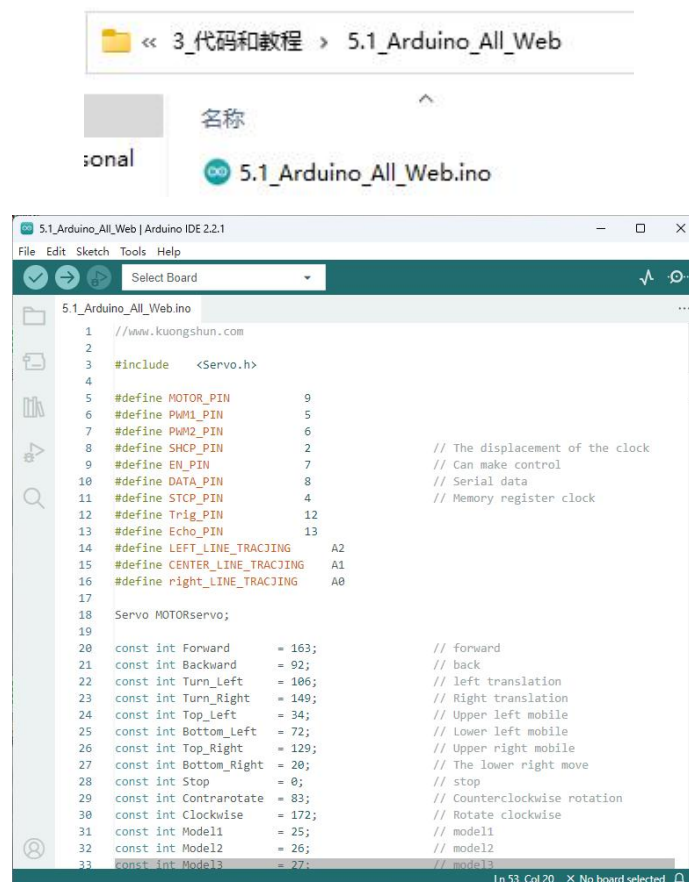 « 3_代码和教程 › 5.1_Arduino_All_Web
名称
sonal
5.1_Arduino_All_Web.ino
5.1_Arduino_All_Web | Arduino IDE 2.2.1
File Edit Sketch Tools Help
Select Board
5.1_Arduino_All_Web.ino
1 //www.kuongshun.com
2
3 #include <Servo.h>
4
5 #define MOTOR_PIN 9
6 #define PWM1_PIN 5
7 #define PWM2_PIN 6
8 #define SHCP_PIN 2 // The displacement of the clock
9 #define EN_PIN 7 // Can make control
10 #define DATA_PIN 8 // Serial data
11 #define STCP_PIN 4 // Memory register clock
12 #define Trig_PIN 12
13 #define Echo_PIN 13
14 #define LEFT_LINE_TRACJING A2
15 #define CENTER_LINE_TRACJING A1
16 #define right_LINE_TRACJING A0
17
18 Servo MOTORservo;
19
20 const int Forward = 163; // forward
21 const int Backward = 92; // back
22 const int Turn_Left = 106; // left translation
23 const int Turn_Right = 149; // Right translation
24 const int Top_Left = 34; // Upper left mobile
25 const int Bottom_Left = 72; // Lower left mobile
26 const int Top_Right = 129; // Upper right mobile
27 const int Bottom_Right = 20; // The lower right move
28 const int Stop = 0; // stop
29 const int Contrarotate = 83; // Counterclockwise rotation
30 const int Clockwise = 172; // Rotate clockwise
31 const int Model1 = 25; // model1
32 const int Model2 = 26; // model2
33 const int Model3 = 27; // model3
Ln 53, Col 20 × No board selected